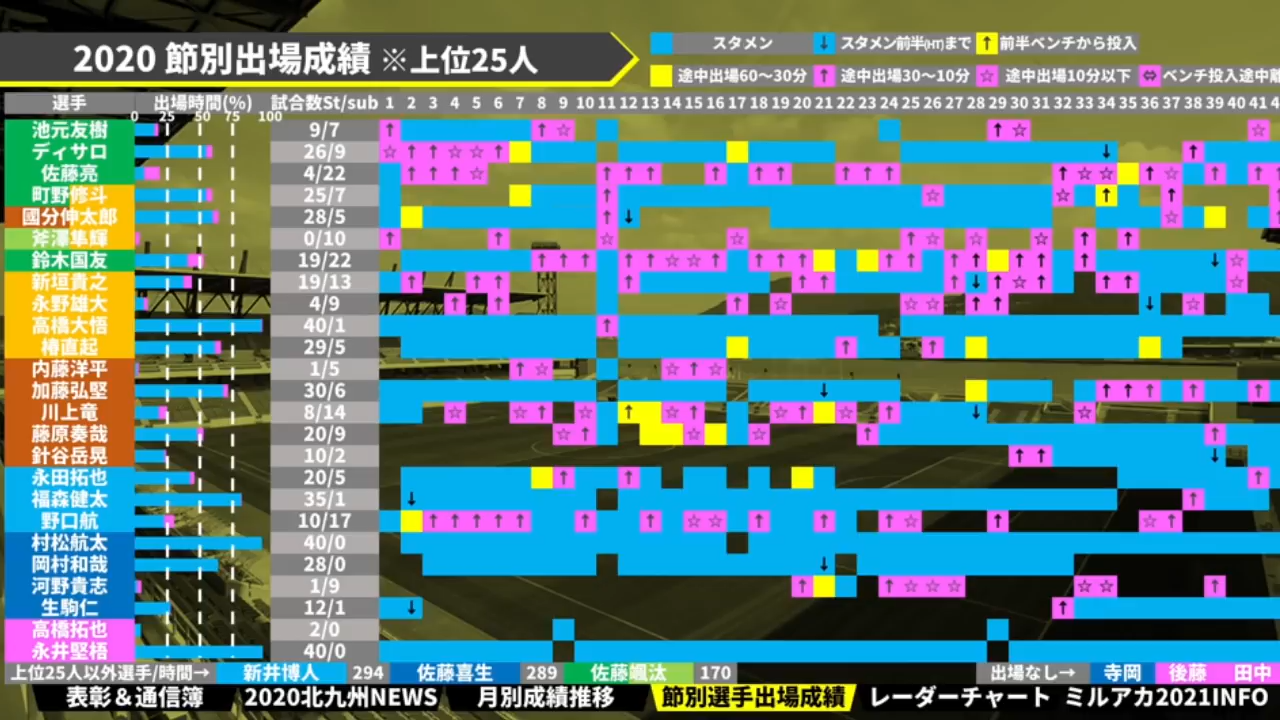 2020 節別出場成績 ※上位25人
スタメン ↓ スタメン前半(HT)まで ↑ 前半ベンチから投入
途中出場60～30分 ↑ 途中出場30～10分 ☆ 途中出場10分以下 ⇔ ベンチ投入途中離
選手 出場時間(%) 試合数St/sub 1 2 3 4 5 6 7 8 9 10 11 12 13 14 15 16 17 18 19 20 21 22 23 24 25 26 27 28 29 30 31 32 33 34 35 36 37 38 39 40 41 4
0 25 50 75 100
池元友樹 9/7 ↑ ↑ ☆ ↑ ☆ ☆
ディサロ 26/9 ☆ ↑ ↑ ☆ ☆ ↑ ↓ ↑
佐藤亮 4/22 ↑ ↑ ↑ ☆ ↑ ↑ ↑ ↑ ↑ ↑ ↑ ↑ ↑ ↑ ☆ ☆ ↑ ☆ ↑ ↑ ↑
町野修斗 25/7 ↑ ☆ ☆ ↑ ↑
國分伸太郎 28/5 ↑ ↓ ☆
斧澤隼輝 0/10 ↑ ↑ ☆ ☆ ↑ ☆ ☆ ☆ ↑ ↑
鈴木国友 19/22 ↑ ↑ ↑ ↑ ↑ ☆ ☆ ↑ ↑ ↑ ↑ ↑ ↑ ↑ ↑ ↑ ↑ ↑ ↓ ☆
新垣貴之 19/13 ↑ ↑ ↑ ↑ ↑ ↑ ↑ ↓ ↑ ☆ ↑ ↑ ↑ ☆
永野雄大 4/9 ↑ ↑ ↑ ☆ ☆ ☆ ↑ ↑ ↓ ☆
高橋大悟 40/1 ↑
椿直起 29/5 ↑ ↑
内藤洋平 1/5 ↑ ☆ ☆ ↑ ☆
加藤弘堅 30/6 ↓ ↑ ↑ ↑ ↑ ↑
川上竜 8/14 ☆ ☆ ↑ ☆ ↑ ☆ ↑ ☆ ↑ ☆ ↑ ↓ ☆
藤原奏哉 20/9 ☆ ↑ ☆ ☆ ↑ ↑
針谷岳晃 10/2 ↑ ↑ ↓
永田拓也 20/5 ↑ ↑ ↑
福森健太 35/1 ↓ ↑
野口航 10/17 ↑ ↑ ↑ ↑ ↑ ↑ ↑ ☆ ☆ ↑ ↑ ↑ ☆ ↑ ☆ ↑
村松航太 40/0
岡村和哉 28/0 ↓
河野貴志 1/9 ↑ ↑ ☆ ☆ ☆ ☆ ☆ ↑
生駒仁 12/1 ↓ ↑
高橋拓也 2/0
永井堅梧 40/0
上位25人以外選手/時間→ 新井博人 294 佐藤喜生 289 佐藤颯汰 170 出場なし→ 寺岡 後藤 田中
表彰＆通信簿 2020北九州NEWS 月別成績推移 節別選手出場成績 レーダーチャート ミルアカ2021INFO